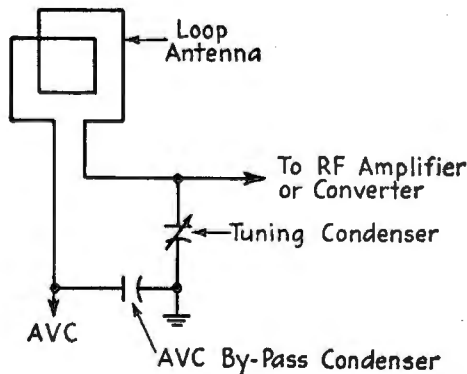 Loop
Antenna
To RF Amplifier
or Converter
Tuning Condenser
AVC
AVC By-Pass Condenser